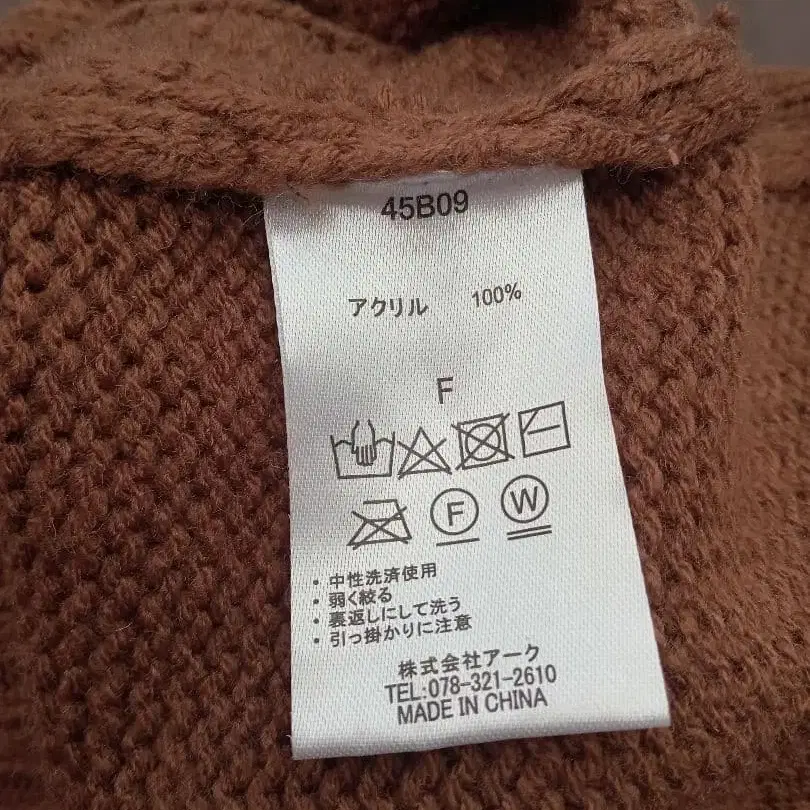 45B09
アクリル 100%
F
F W
・中性洗済使用
・弱く絞る
・裏返しにして洗う
・引っ掛かりに注意
株式会社アーク
TEL:078-321-2610
MADE IN CHINA